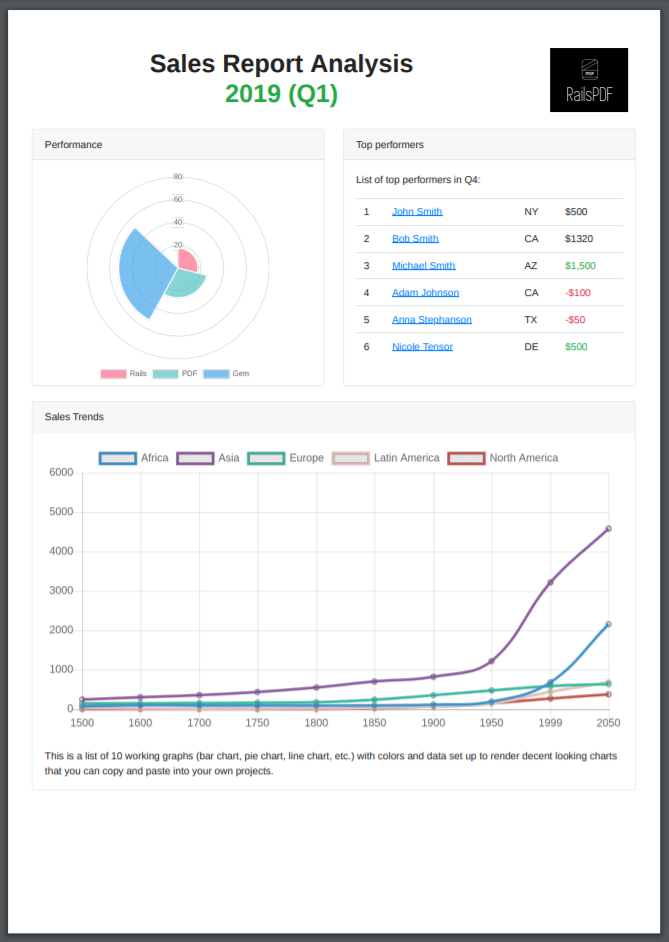 Sales Report Analysis
2019 (Q1)
PDF
RailsPDF
Performance
80
60
40
20
Rails PDF Gem
Top performers
List of top performers in Q4:
1 John Smith NY $500
2 Bob Smith CA $1320
3 Michael Smith AZ $1,500
4 Adam Johnson CA -$100
5 Anna Stephanson TX -$50
6 Nicole Tensor DE $500
Sales Trends
Africa Asia Europe Latin America North America
6000
5000
4000
3000
2000
1000
0
1500 1600 1700 1750 1800 1850 1900 1950 1999 2050
This is a list of 10 working graphs (bar chart, pie chart, line chart, etc.) with colors and data set up to render decent looking charts
that you can copy and paste into your own projects.